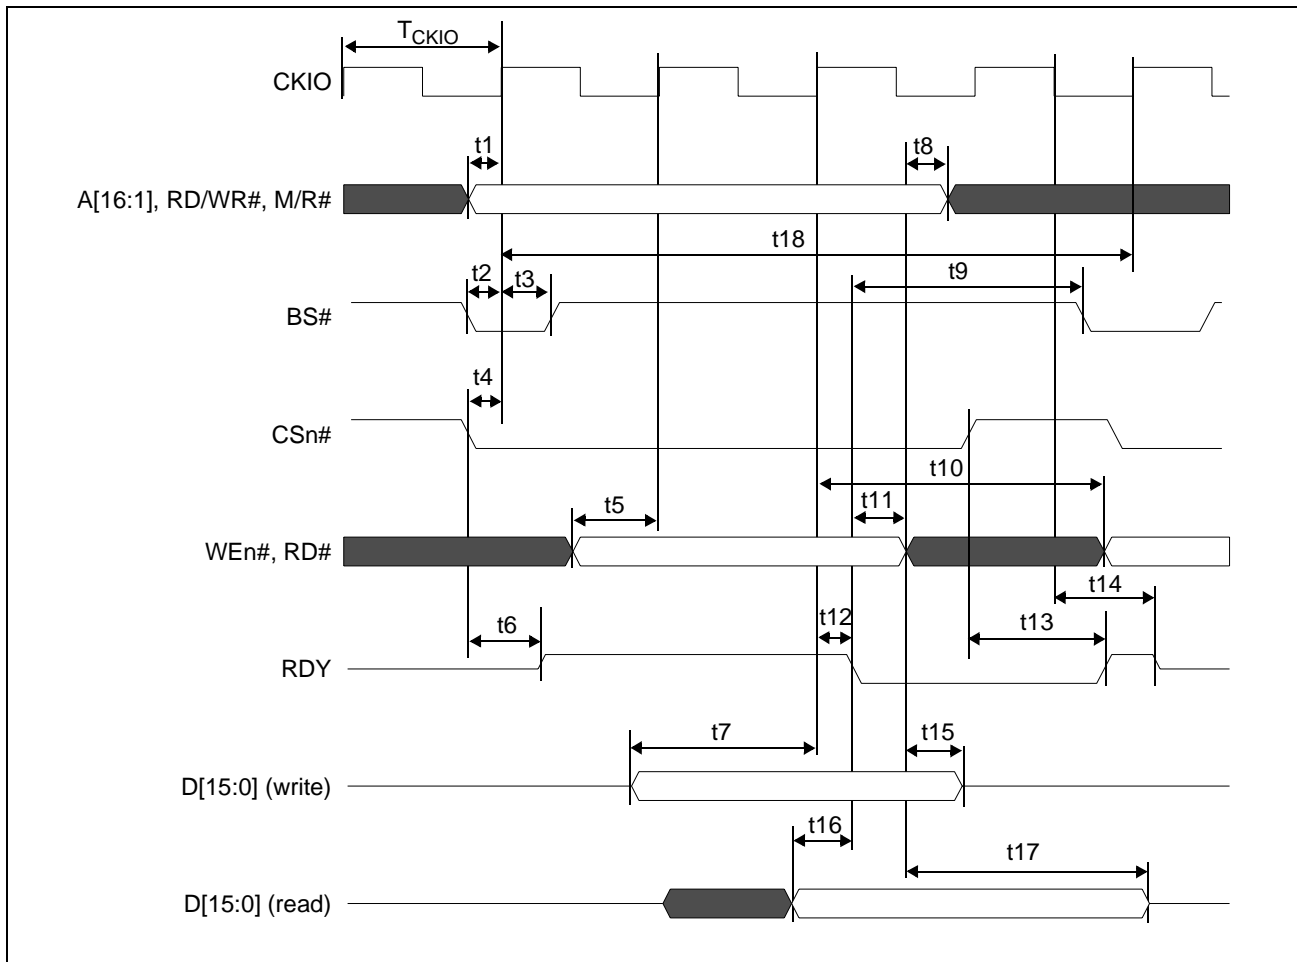 TCKIO
CKIO
t1
t8
A[16:1], RD/WR#, M/R#
t18
t2 t3 t9
BS#
t4
CSn#
t10
t5 t11
WEn#, RD#
t14
t6 t12 t13
RDY
t7 t15
D[15:0] (write)
t16
t17
D[15:0] (read)